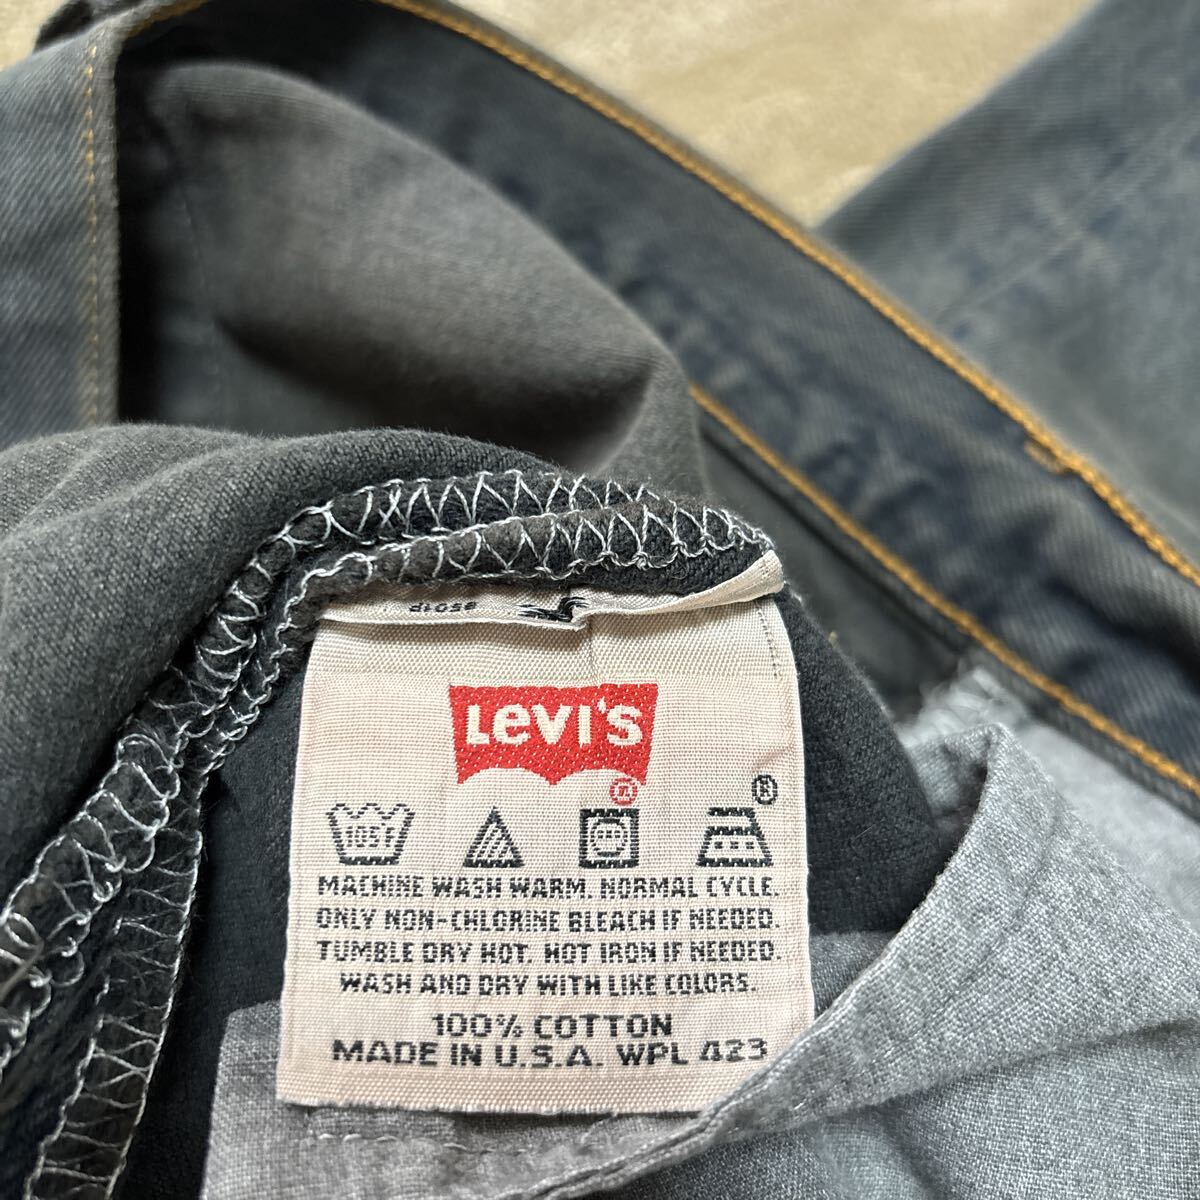 LEVI'S
®
®
105F
MACHINE WASH WARM. NORMAL CYCLE.
ONLY NON-CHLORINE BLEACH IF NEEDED.
TUMBLE DRY HOT. HOT IRON IF NEEDED.
WASH AND DRY WITH LIKE COLORS.
100% COTTON
MADE IN U.S.A. WPL 423